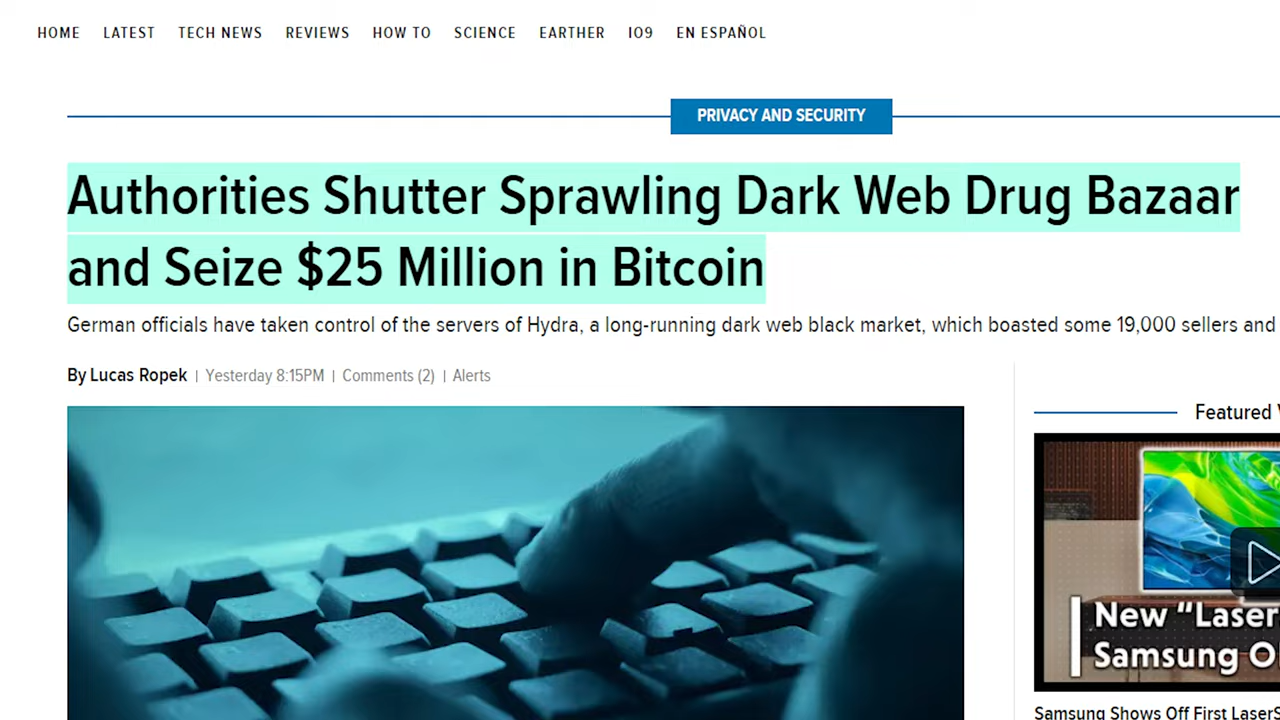 HOME LATEST TECH NEWS REVIEWS HOW TO SCIENCE EARTHER IO9 EN ESPAÑOL
PRIVACY AND SECURITY
Authorities Shutter Sprawling Dark Web Drug Bazaar
and Seize $25 Million in Bitcoin
German officials have taken control of the servers of Hydra, a long-running dark web black market, which boasted some 19,000 sellers and
By Lucas Ropek | Yesterday 8:15PM | Comments (2) | Alerts
Featured
New “Laser
Samsung O
Samsung Shows Off First LaserS